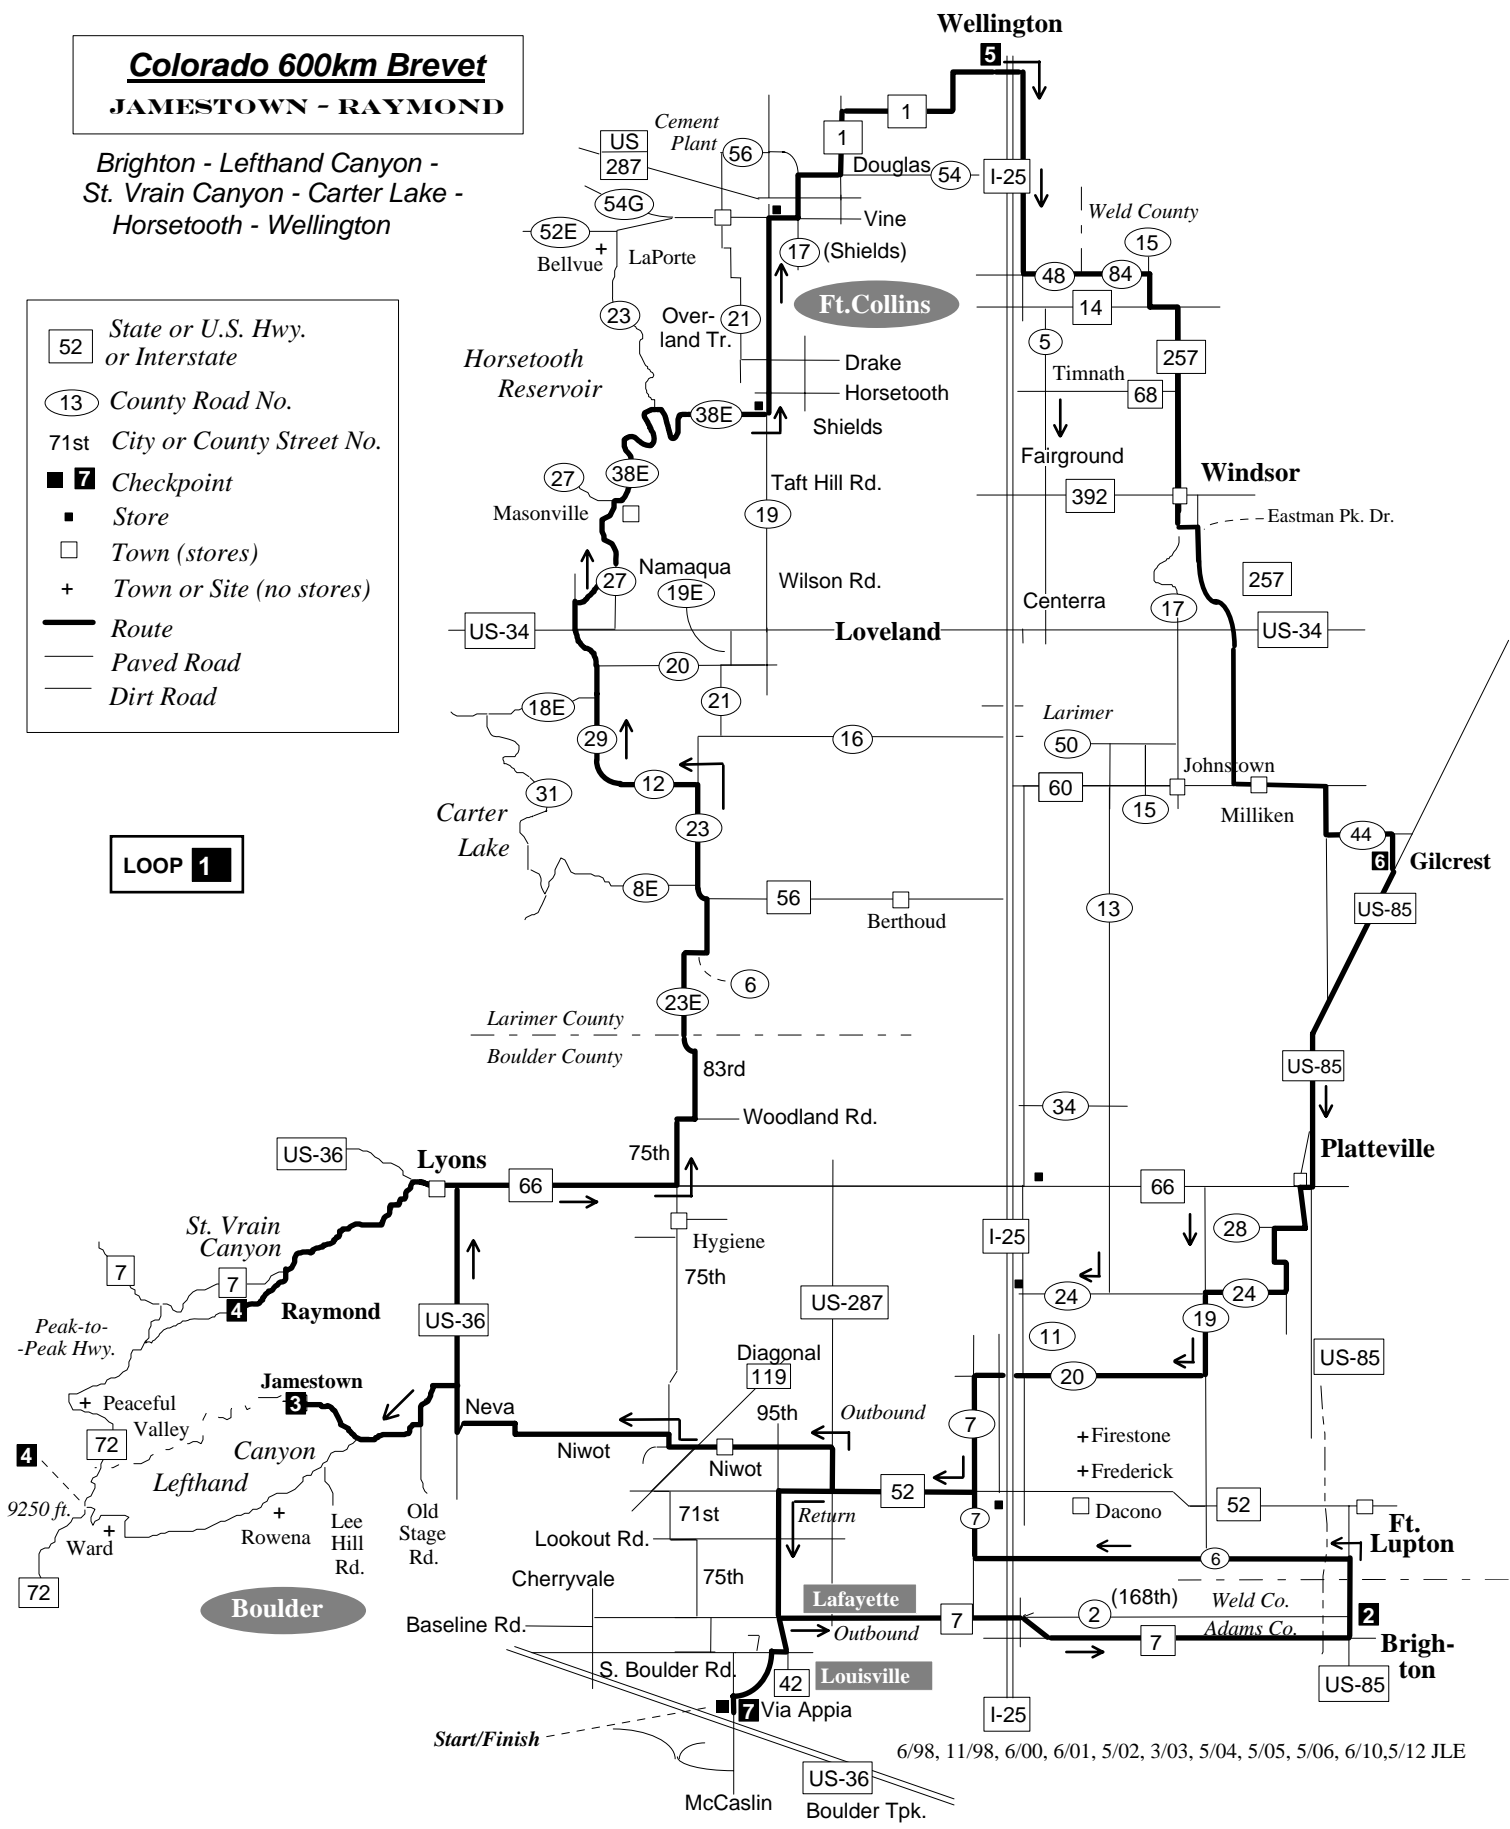 Wellington
5
Colorado 600km Brevet
JAMESTOWN - RAYMOND
Brighton - Lefthand Canyon -
St. Vrain Canyon - Carter Lake -
Horsetooth - Wellington
Cement
Plant
US
287
56
1
1
Douglas
54
I-25
54G
52E
Bellvue
LaPorte
Vine
17
(Shields)
Weld County
15
48
84
14
Ft.Collins
23
Over-
land Tr.
21
5
257
52
State or U.S. Hwy.
or Interstate
13
County Road No.
71st
City or County Street No.
7
Checkpoint
Store
Town (stores)
Town or Site (no stores)
Route
Paved Road
Dirt Road
Horsetooth
Reservoir
Drake
Horsetooth
Timnath
68
38E
Shields
Fairground
Windsor
27
38E
Taft Hill Rd.
392
Masonville
19
Eastman Pk. Dr.
Namaqua
27
19E
Wilson Rd.
257
Centerra
17
US-34
Loveland
US-34
20
18E
21
Larimer
29
16
50
Johnstown
12
60
31
15
Milliken
Carter
Lake
23
44
LOOP 1
6
Gilcrest
8E
56
Berthoud
13
US-85
6
23E
Larimer County
Boulder County
83rd
US-85
34
Woodland Rd.
US-36
Lyons
75th
Platteville
66
66
St. Vrain
Canyon
Hygiene
28
I-25
7
7
75th
4
Raymond
US-287
24
24
US-36
19
Peak-to-
-Peak Hwy.
11
Diagonal
119
US-85
Jamestown
3
20
Peaceful
Valley
Neva
95th
Outbound
7
72
Canyon
Lefthand
4
Niwot
Niwot
Firestone
Frederick
9250 ft.
52
Dacono
52
Rowena
Ward
Lee
Hill
Rd.
Old
Stage
Rd.
71st
Return
7
Ft.
Lupton
Lookout Rd.
72
Cherryvale
75th
6
Boulder
Lafayette
2
(168th)
Weld Co.
Baseline Rd.
Outbound
7
Adams Co.
2
7
Brigh-
ton
S. Boulder Rd.
42
Louisville
US-85
7
Via Appia
I-25
Start/Finish
6/98, 11/98, 6/00, 6/01, 5/02, 3/03, 5/04, 5/05, 5/06, 6/10,5/12 JLE
US-36
McCaslin
Boulder Tpk.